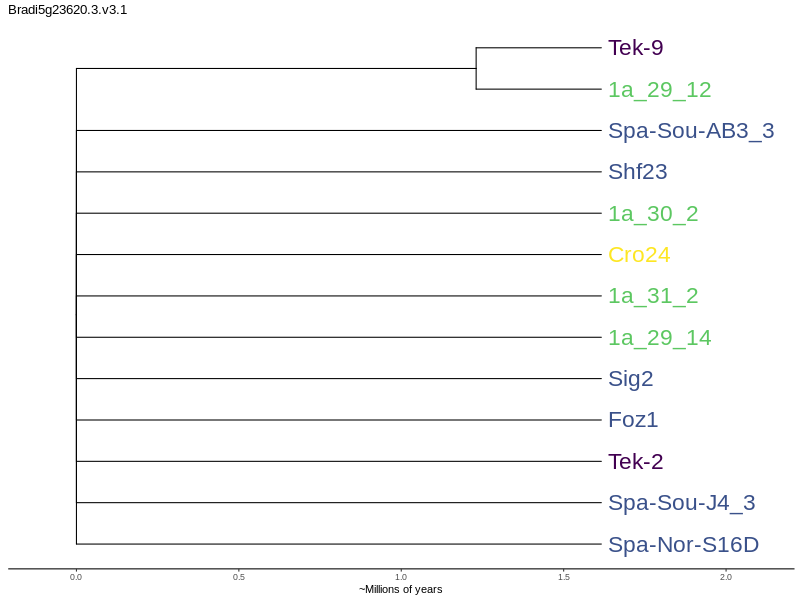 Bradi5g23620.3.v3.1
Tek-9
1a_29_12
Spa-Sou-AB3_3
Shf23
1a_30_2
Cro24
1a_31_2
1a_29_14
Sig2
Foz1
Tek-2
Spa-Sou-J4_3
Spa-Nor-S16D
0.0 0.5 1.0 1.5 2.0
~Millions of years